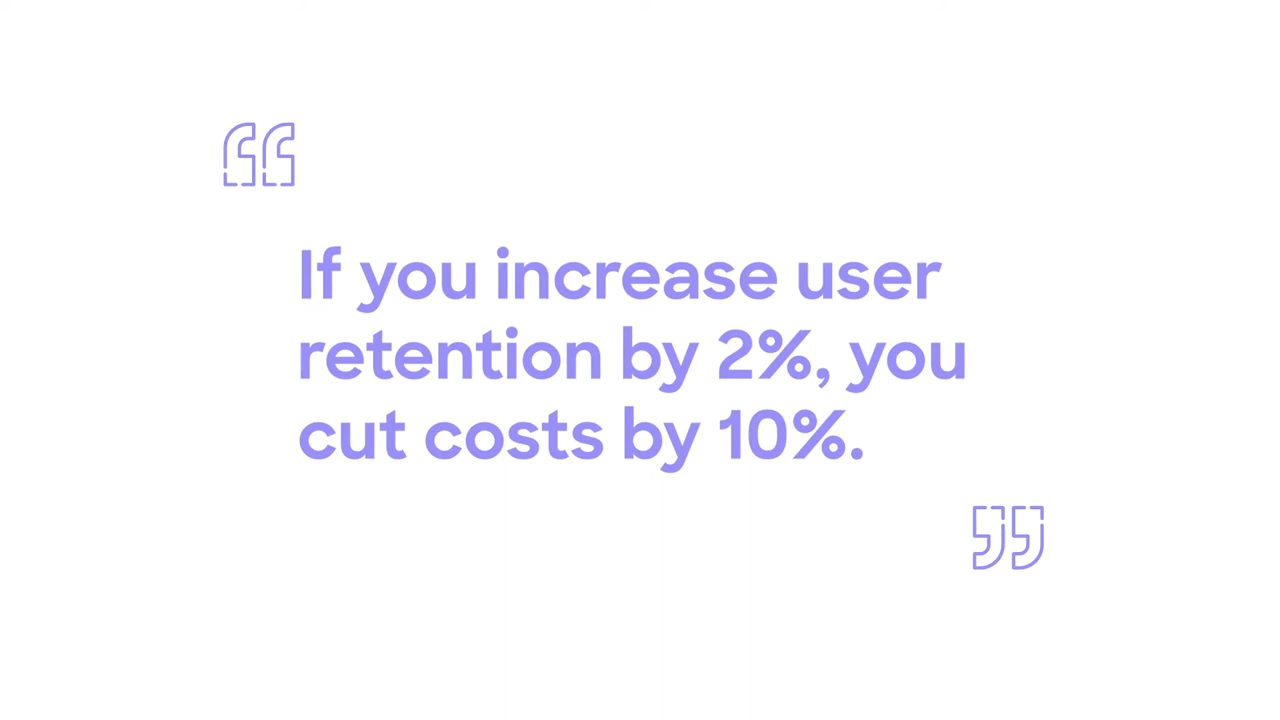 “
If you increase user
retention by 2%, you
cut costs by 10%.
”